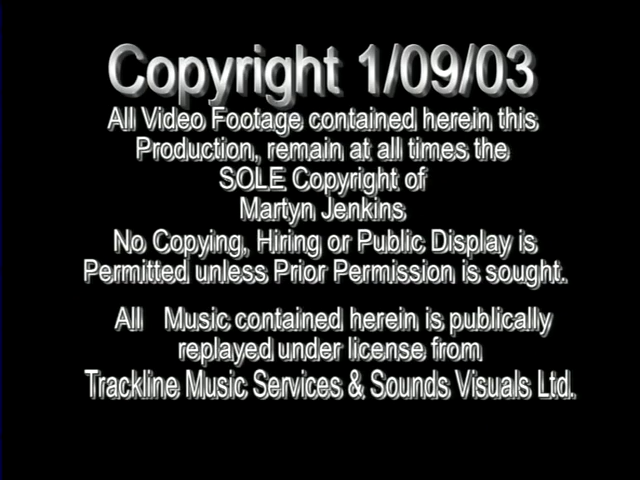 Copyright 1/09/03
All Video Footage contained herein this
Production, remain at all times the
SOLE Copyright of
Martyn Jenkins
No Copying, Hiring or Public Display is
Permitted unless Prior Permission is sought.
All Music contained herein is publically
replayed under license from
Trackline Music Services & Sounds Visuals Ltd.